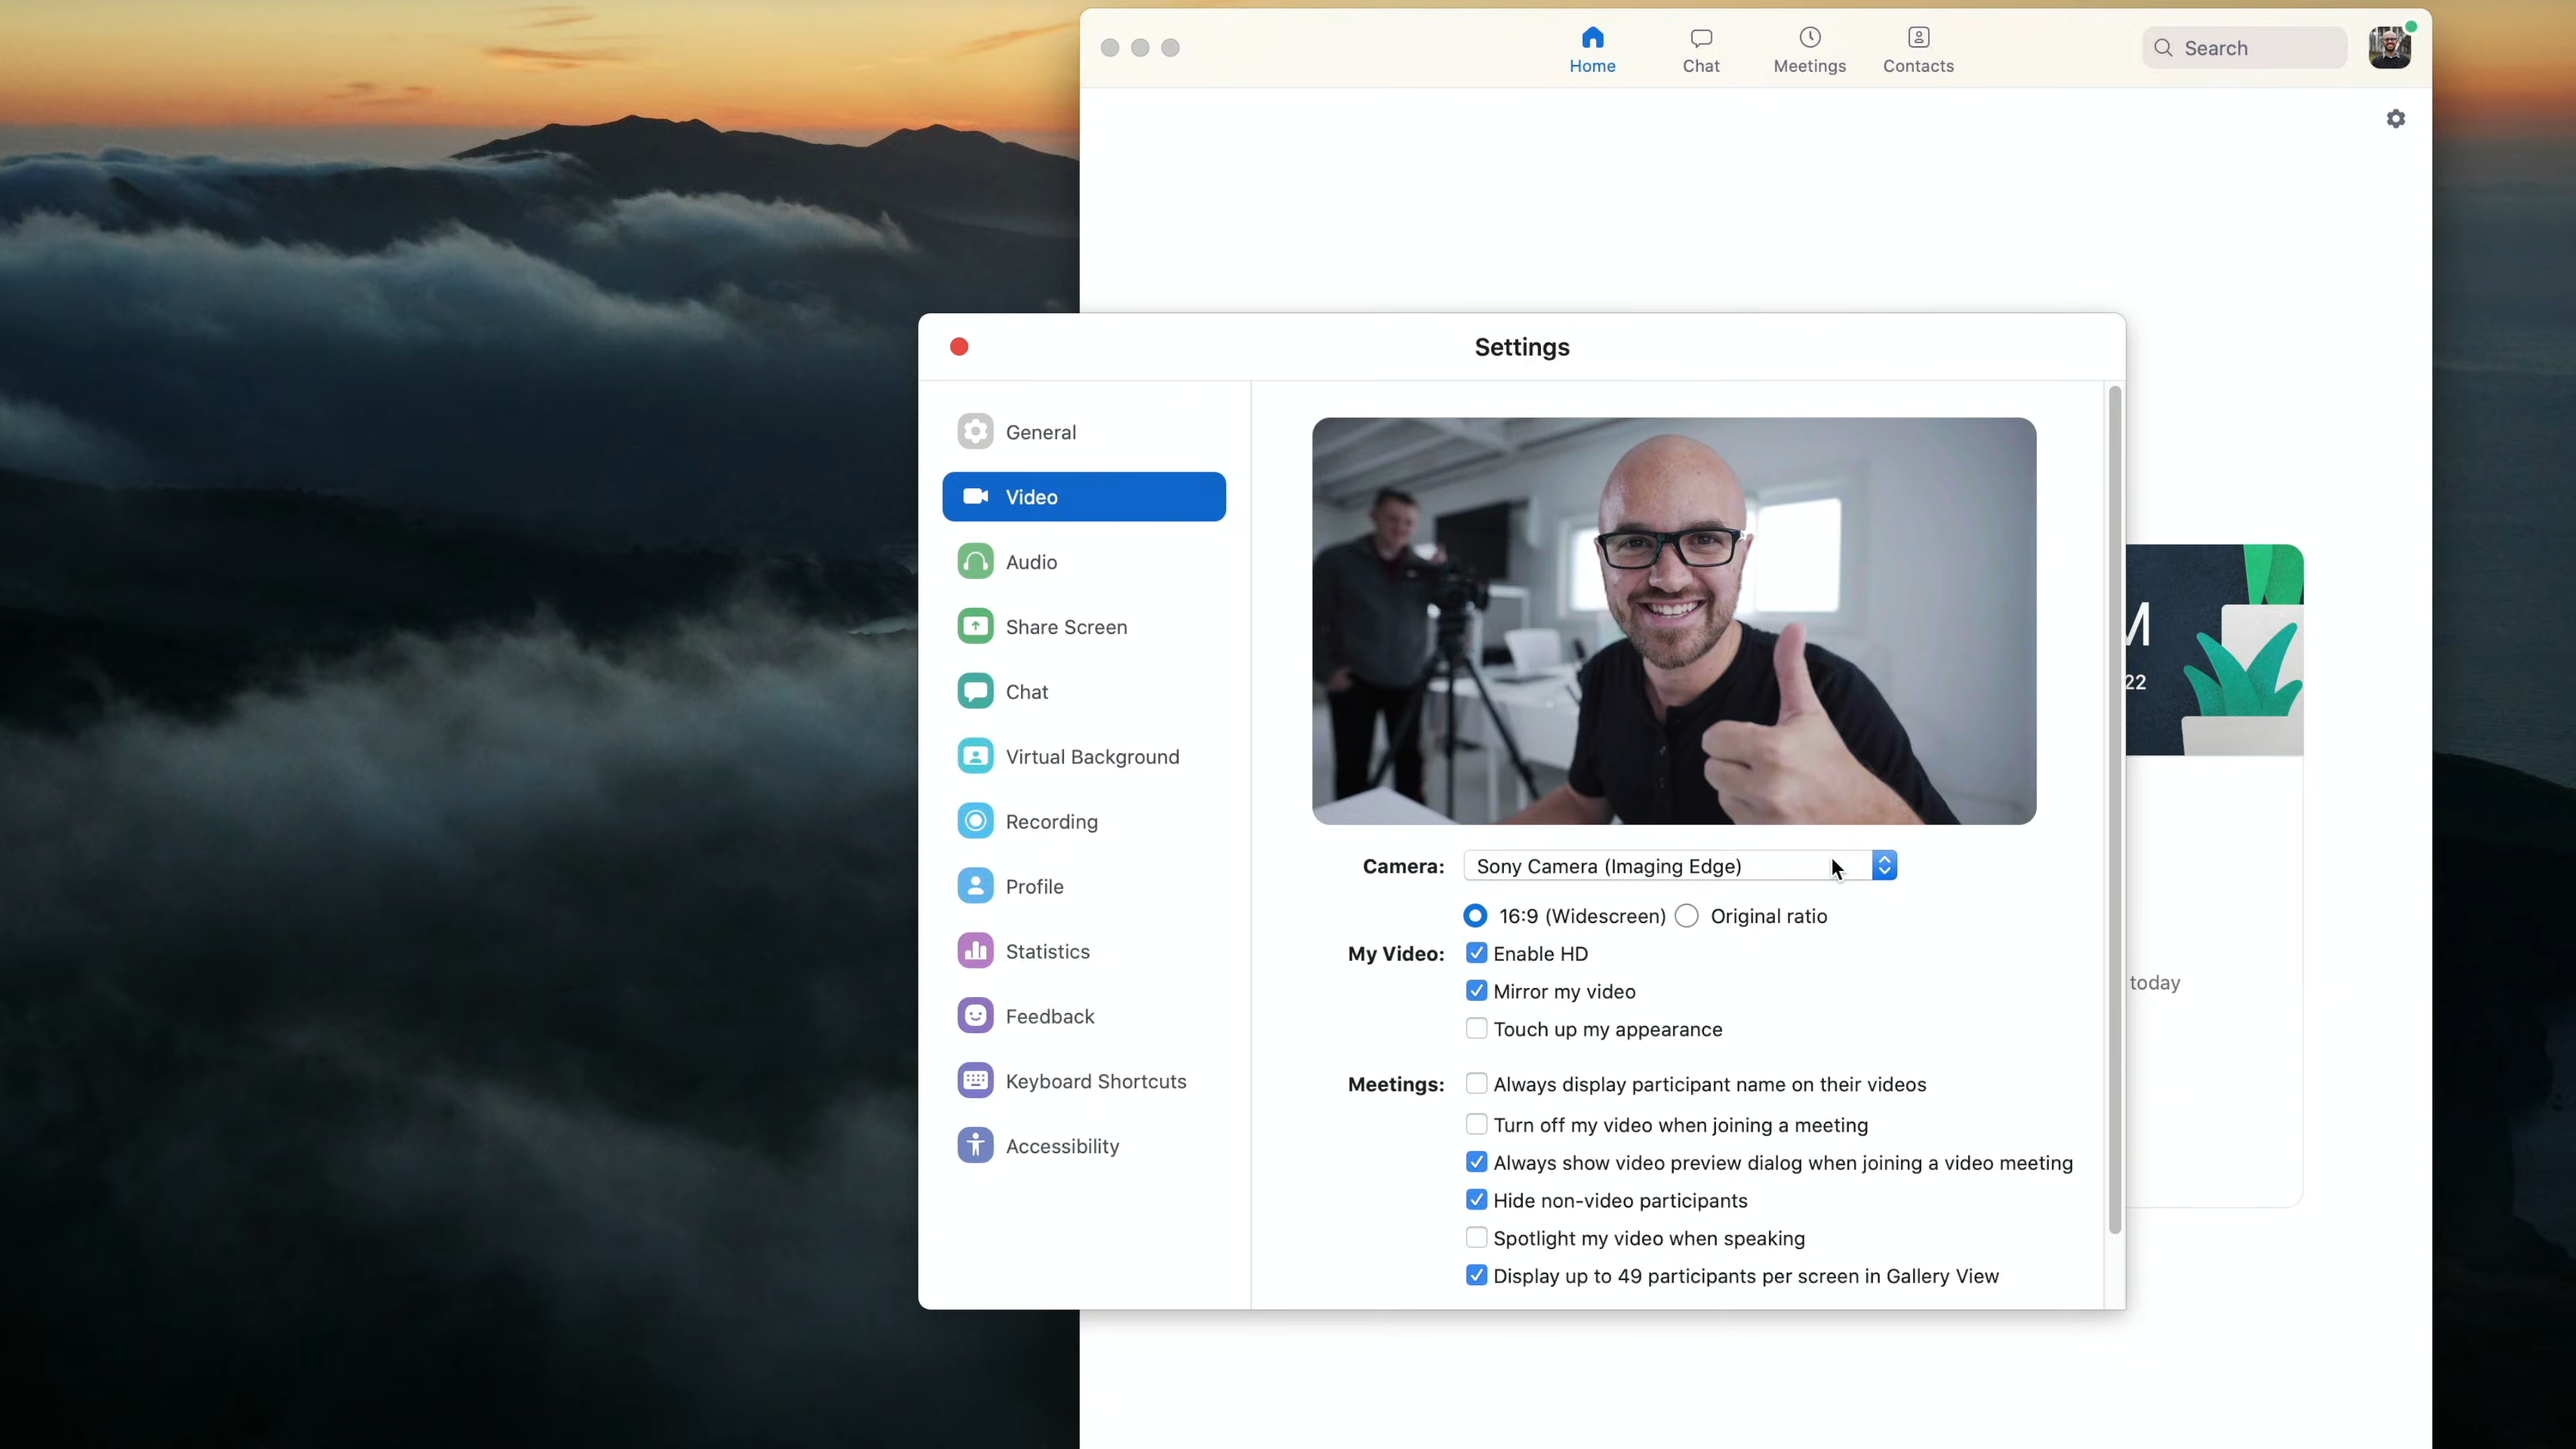 Home
Chat
Meetings
Contacts
Search
Settings
General
Video
Audio
Share Screen
Chat
Virtual Background
Recording
Profile
Statistics
Feedback
Keyboard Shortcuts
Accessibility
Camera: Sony Camera (Imaging Edge)
16:9 (Widescreen) Original ratio
My Video: Enable HD
Mirror my video
Touch up my appearance
Meetings: Always display participant name on their videos
Turn off my video when joining a meeting
Always show video preview dialog when joining a video meeting
Hide non-video participants
Spotlight my video when speaking
Display up to 49 participants per screen in Gallery View
M
22
today